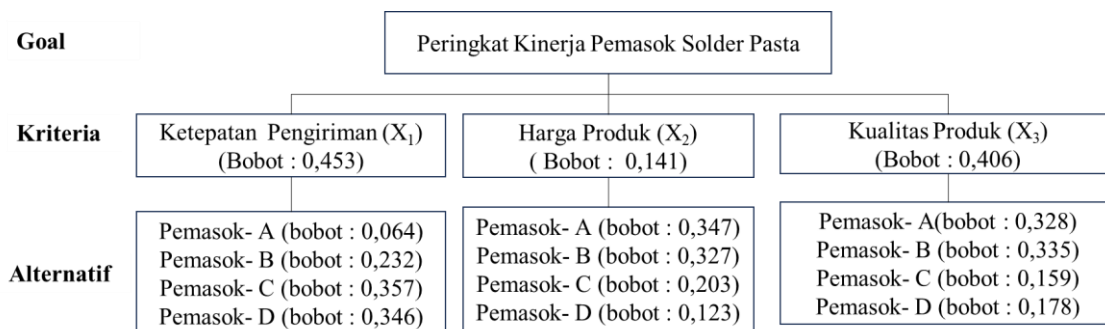 Goal
Peringkat Kinerja Pemasok Solder Pasta
Kriteria
Ketepatan Pengiriman (X₁)
(Bobot : 0,453)
Harga Produk (X₂)
( Bobot : 0,141)
Kualitas Produk (X₃)
(Bobot : 0,406)
Alternatif
Pemasok- A (bobot : 0,064)
Pemasok- B (bobot : 0,232)
Pemasok- C (bobot : 0,357)
Pemasok- D (bobot : 0,346)
Pemasok- A (bobot : 0,347)
Pemasok- B (bobot : 0,327)
Pemasok- C (bobot : 0,203)
Pemasok- D (bobot : 0,123)
Pemasok- A(bobot : 0,328)
Pemasok- B (bobot : 0,335)
Pemasok- C (bobot : 0,159)
Pemasok- D (bobot : 0,178)